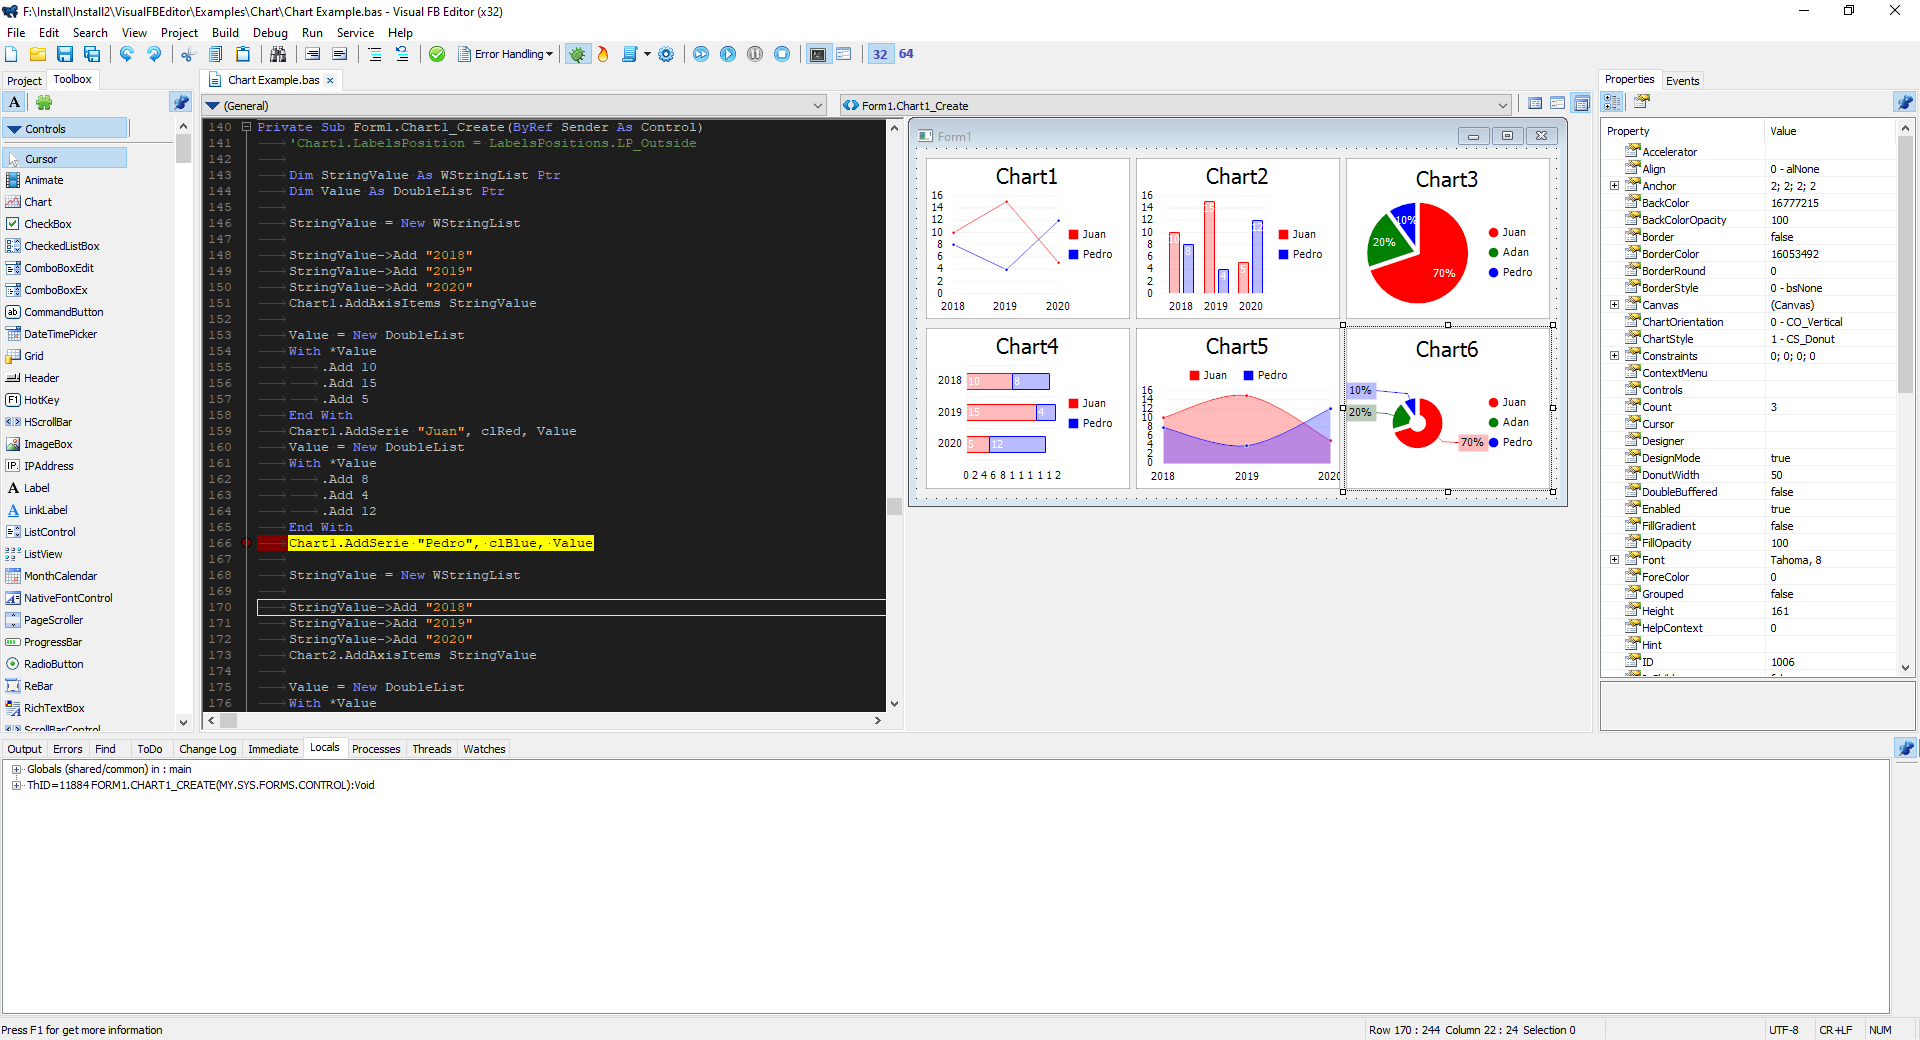 F:\Install\Install2\VisualFBEditor\Examples\Chart\Chart Example.bas - Visual FB Editor (x32)
File Edit Search View Project Build Debug Run Service Help
Error Handling 32 64
Project Toolbox
Chart Example.bas
Properties Events
A
(General)
Form1.Chart1_Create
Controls
Cursor
Animate
Chart
CheckBox
CheckedListBox
ComboBoxEdit
ComboBoxEx
CommandButton
DateTimePicker
Grid
Header
HotKey
HScrollBar
ImageBox
IPAddress
Label
LinkLabel
ListControl
ListView
MonthCalendar
NativeFontControl
PageScroller
ProgressBar
RadioButton
ReBar
RichTextBox
ScrollBarControl
140 Private Sub Form1.Chart1_Create(ByRef Sender As Control)
141 'Chart1.LabelsPosition = LabelsPositions.LP_Outside
142
143 Dim StringValue As WStringList Ptr
144 Dim Value As DoubleList Ptr
145
146 StringValue = New WStringList
147
148 StringValue->Add "2018"
149 StringValue->Add "2019"
150 StringValue->Add "2020"
151 Chart1.AddAxisItems StringValue
152
153 Value = New DoubleList
154 With *Value
155 .Add 10
156 .Add 15
157 .Add 5
158 End With
159 Chart1.AddSerie "Juan", clRed, Value
160 Value = New DoubleList
161 With *Value
162 .Add 8
163 .Add 4
164 .Add 12
165 End With
166 Chart1.AddSerie "Pedro", clBlue, Value
167
168 StringValue = New WStringList
169
170 StringValue->Add "2018"
171 StringValue->Add "2019"
172 StringValue->Add "2020"
173 Chart2.AddAxisItems StringValue
174
175 Value = New DoubleList
176 With *Value
Form1
Chart1
16
14
12
10
8
6
4
2
0
2018 2019 2020
Juan
Pedro
Chart2
16
14
12
10
8
6
4
2
0
10 8 15 4 5 12
2018 2019 2020
Juan
Pedro
Chart3
10%
20%
70%
Juan
Adan
Pedro
Chart4
2018 10 8
2019 15 4
2020 5 12
0 2 4 6 8 1 1 1 1 1 2
Juan
Pedro
Chart5
Juan Pedro
16
14
12
10
8
6
4
2
0
2018 2019 2020
Chart6
10%
20%
70%
Juan
Adan
Pedro
Property Value
Accelerator
Align 0 - alNone
Anchor 2; 2; 2; 2
BackColor 16777215
BackColorOpacity 100
Border false
BorderColor 16053492
BorderRound 0
BorderStyle 0 - bsNone
Canvas (Canvas)
ChartOrientation 0 - CO_Vertical
ChartStyle 1 - CS_Donut
Constraints 0; 0; 0; 0
ContextMenu
Controls
Count 3
Cursor
Designer
DesignMode true
DonutWidth 50
DoubleBuffered false
Enabled true
FillGradient false
FillOpacity 100
Font Tahoma, 8
ForeColor 0
Grouped false
Height 161
HelpContext 0
Hint
ID 1006
Output Errors Find ToDo Change Log Immediate Locals Processes Threads Watches
Globals (shared/common) in : main
ThID=11884 FORM1.CHART1_CREATE(MY.SYS.FORMS.CONTROL):Void
Press F1 for get more information
Row 170 : 244 Column 22 : 24 Selection 0
UTF-8 CR+LF NUM